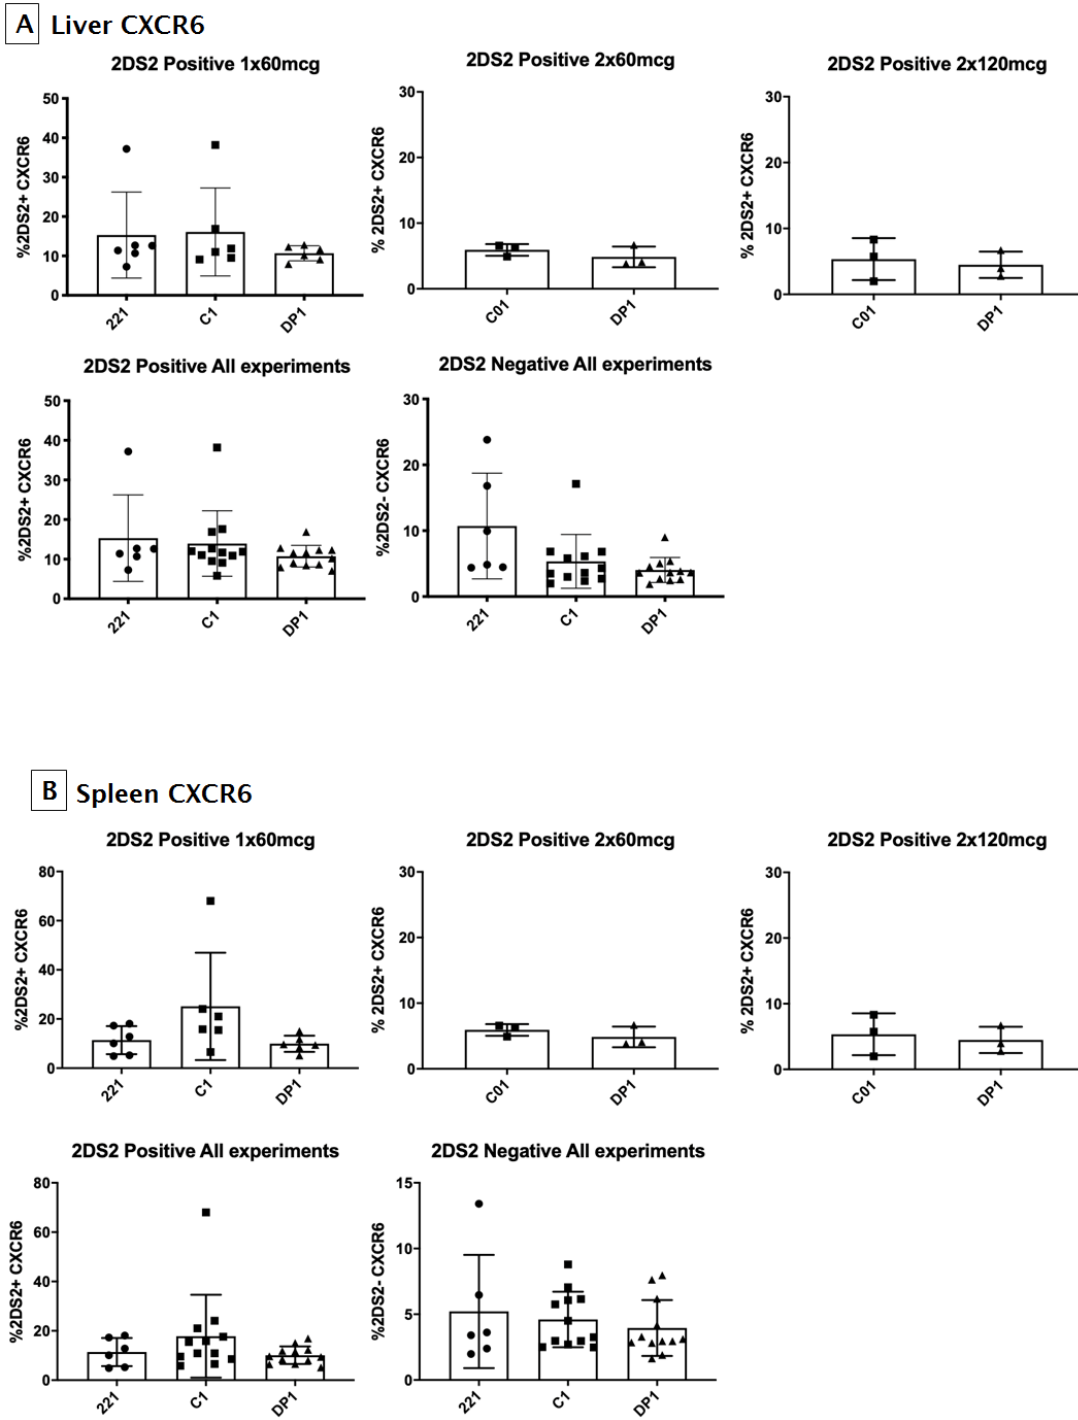 A Liver CXCR6
2DS2 Positive 1x60mcg
%2DS2+ CXCR6
50
40
30
20
10
0
221
C1
DP1
2DS2 Positive 2x60mcg
% 2DS2+ CXCR6
30
20
10
0
C01
DP1
2DS2 Positive 2x120mcg
% 2DS2+ CXCR6
30
20
10
0
C01
DP1
2DS2 Positive All experiments
%2DS2+ CXCR6
50
40
30
20
10
0
221
C1
DP1
2DS2 Negative All experiments
%2DS2- CXCR6
30
20
10
0
221
C1
DP1
B Spleen CXCR6
2DS2 Positive 1x60mcg
%2DS2+ CXCR6
80
60
40
20
0
221
C1
DP1
2DS2 Positive 2x60mcg
% 2DS2+ CXCR6
30
20
10
0
C01
DP1
2DS2 Positive 2x120mcg
% 2DS2+ CXCR6
30
20
10
0
C01
DP1
2DS2 Positive All experiments
%2DS2+ CXCR6
80
60
40
20
0
221
C1
DP1
2DS2 Negative All experiments
%2DS2- CXCR6
15
10
5
0
221
C1
DP1